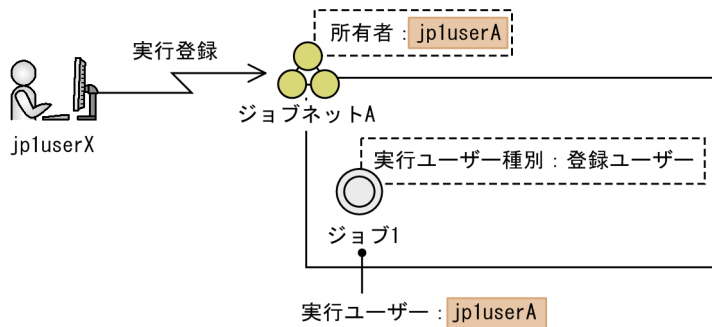 所有者：jp1userA
実行登録
ジョブネットA
jp1userX
実行ユーザー種別：登録ユーザー
ジョブ1
実行ユーザー：jp1userA